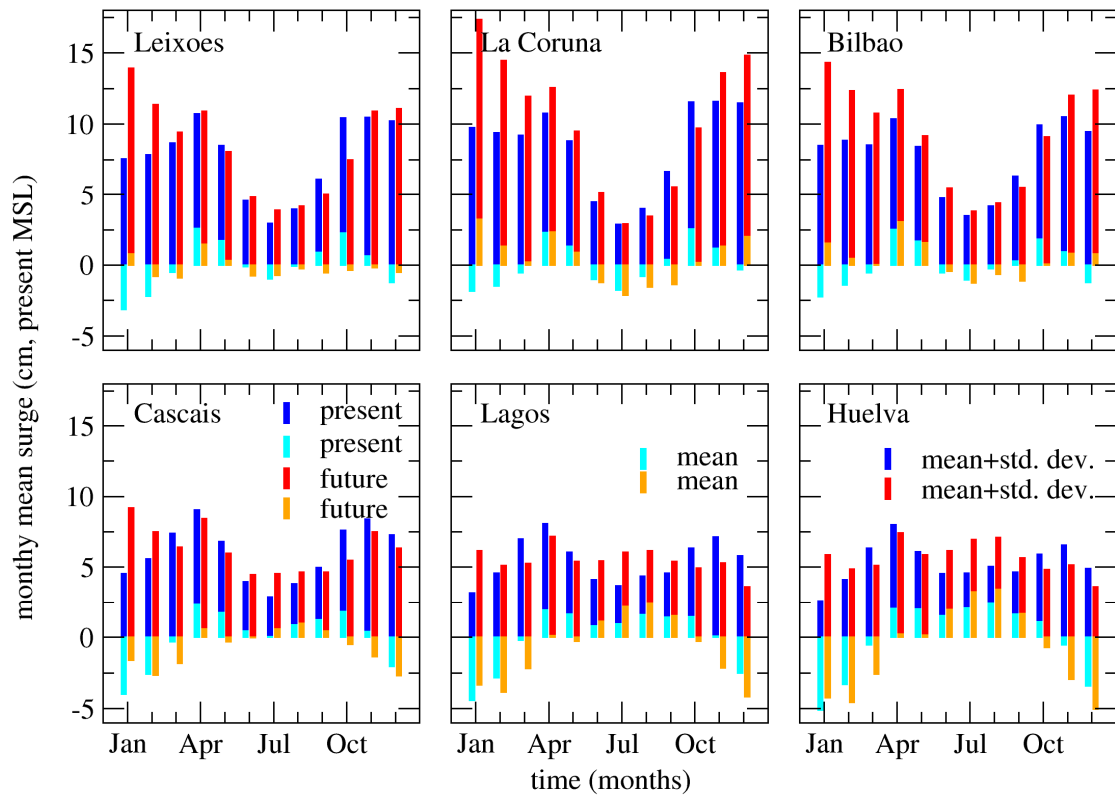 Leixoes
La Coruna
Bilbao
15
10
5
0
-5
monthy mean surge (cm, present MSL)
Cascais
present
present
future
future
Lagos
mean
mean
Huelva
mean+std. dev.
mean+std. dev.
15
10
5
0
-5
Jan Apr Jul Oct
Jan Apr Jul Oct
Jan Apr Jul Oct
time (months)